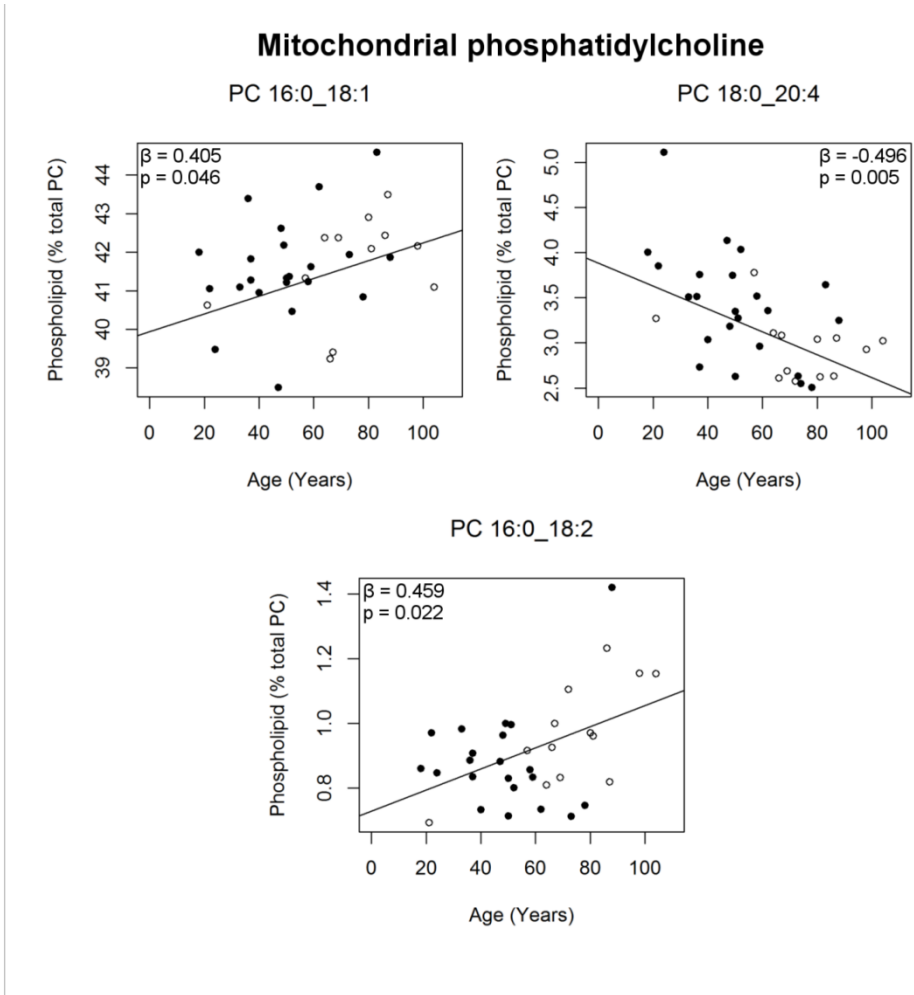 Mitochondrial phosphatidylcholine
PC 16:0_18:1
Phospholipid (% total PC)
β = 0.405
p = 0.046
44
43
42
41
40
39
0 20 40 60 80 100
Age (Years)
PC 18:0_20:4
Phospholipid (% total PC)
β = -0.496
p = 0.005
5.0
4.5
4.0
3.5
3.0
2.5
0 20 40 60 80 100
Age (Years)
PC 16:0_18:2
Phospholipid (% total PC)
β = 0.459
p = 0.022
1.4
1.2
1.0
0.8
0 20 40 60 80 100
Age (Years)